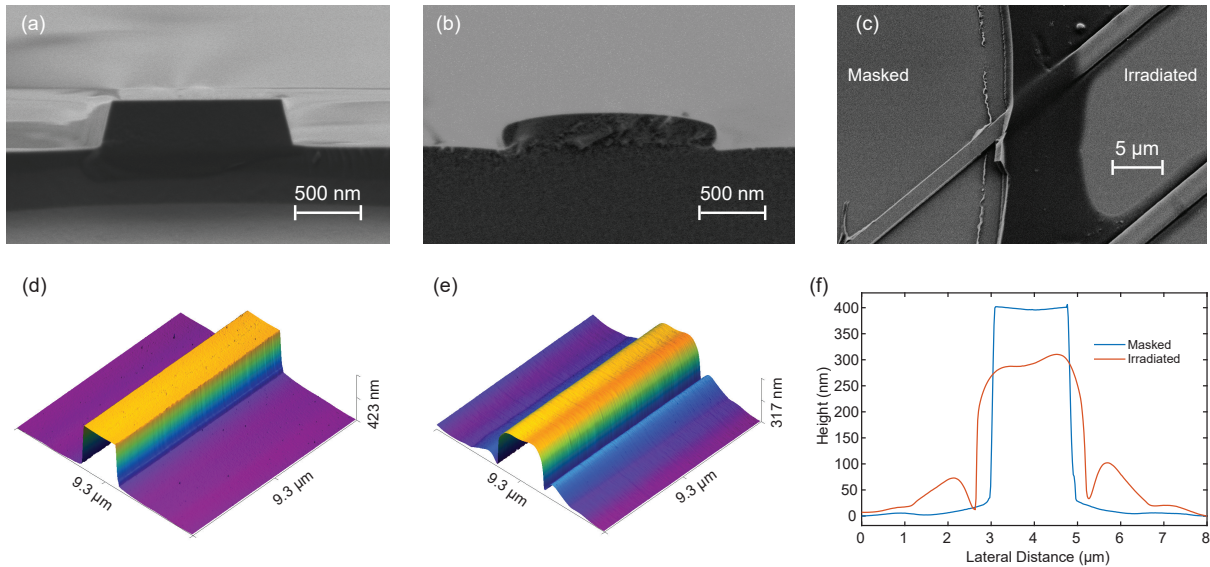 (a)
500 nm
(b)
500 nm
(c)
Masked
Irradiated
5 μm
(d)
423 nm
9.3 μm
9.3 μm
(e)
317 nm
9.3 μm
9.3 μm
(f)
400
350
300
250
200
150
100
50
0
Height (nm)
Masked
Irradiated
0 1 2 3 4 5 6 7 8
Lateral Distance (μm)